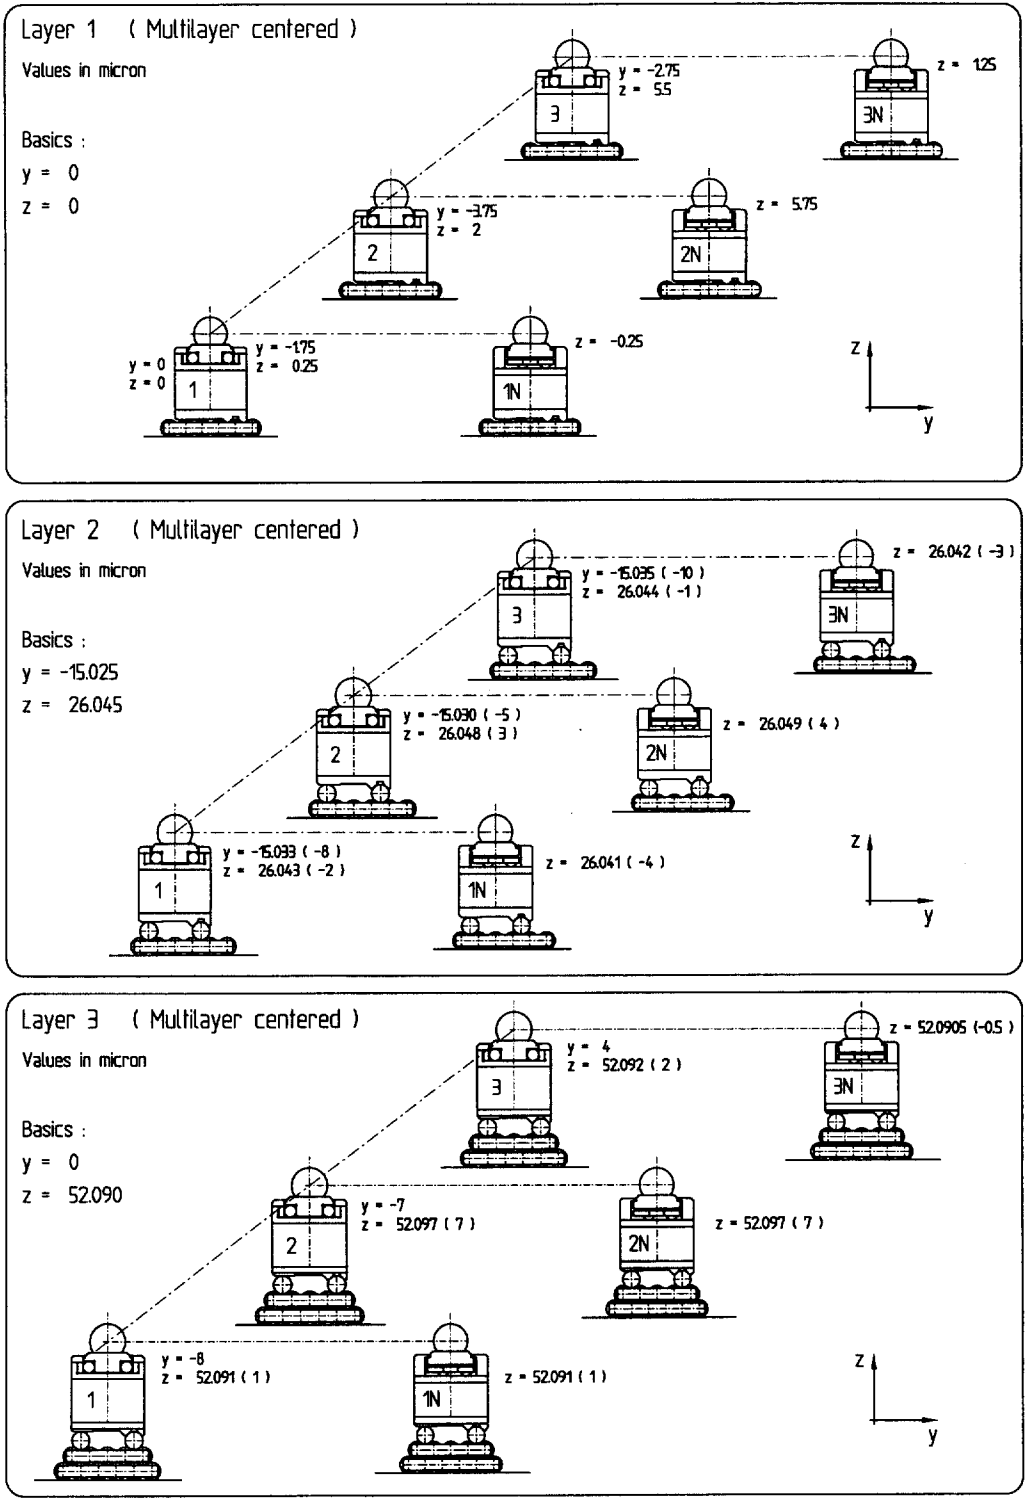 Layer 1 ( Multilayer centered )
Values in micron
Basics :
y = 0
z = 0
y = -2.75
z = 5.5
3
3N
z = 1.25
y = -3.75
z = 2
2
2N
z = 5.75
y = 0
z = 0
y = -1.75
z = 0.25
1
1N
z = -0.25
z
y
Layer 2 ( Multilayer centered )
Values in micron
Basics :
y = -15.025
z = 26.045
y = -15.035 ( -10 )
z = 26.044 ( -1 )
3
3N
z = 26.042 ( -3 )
y = -15.030 ( -5 )
z = 26.048 ( 3 )
2
2N
z = 26.049 ( 4 )
y = -15.033 ( -8 )
z = 26.043 ( -2 )
1
1N
z = 26.041 ( -4 )
z
y
Layer 3 ( Multilayer centered )
Values in micron
Basics :
y = 0
z = 52.090
y = 4
z = 52.092 ( 2 )
3
3N
z = 52.0905 (-0.5 )
y = -7
z = 52.097 ( 7 )
2
2N
z = 52.097 ( 7 )
y = -8
z = 52.091 ( 1 )
1
1N
z = 52.091 ( 1 )
z
y